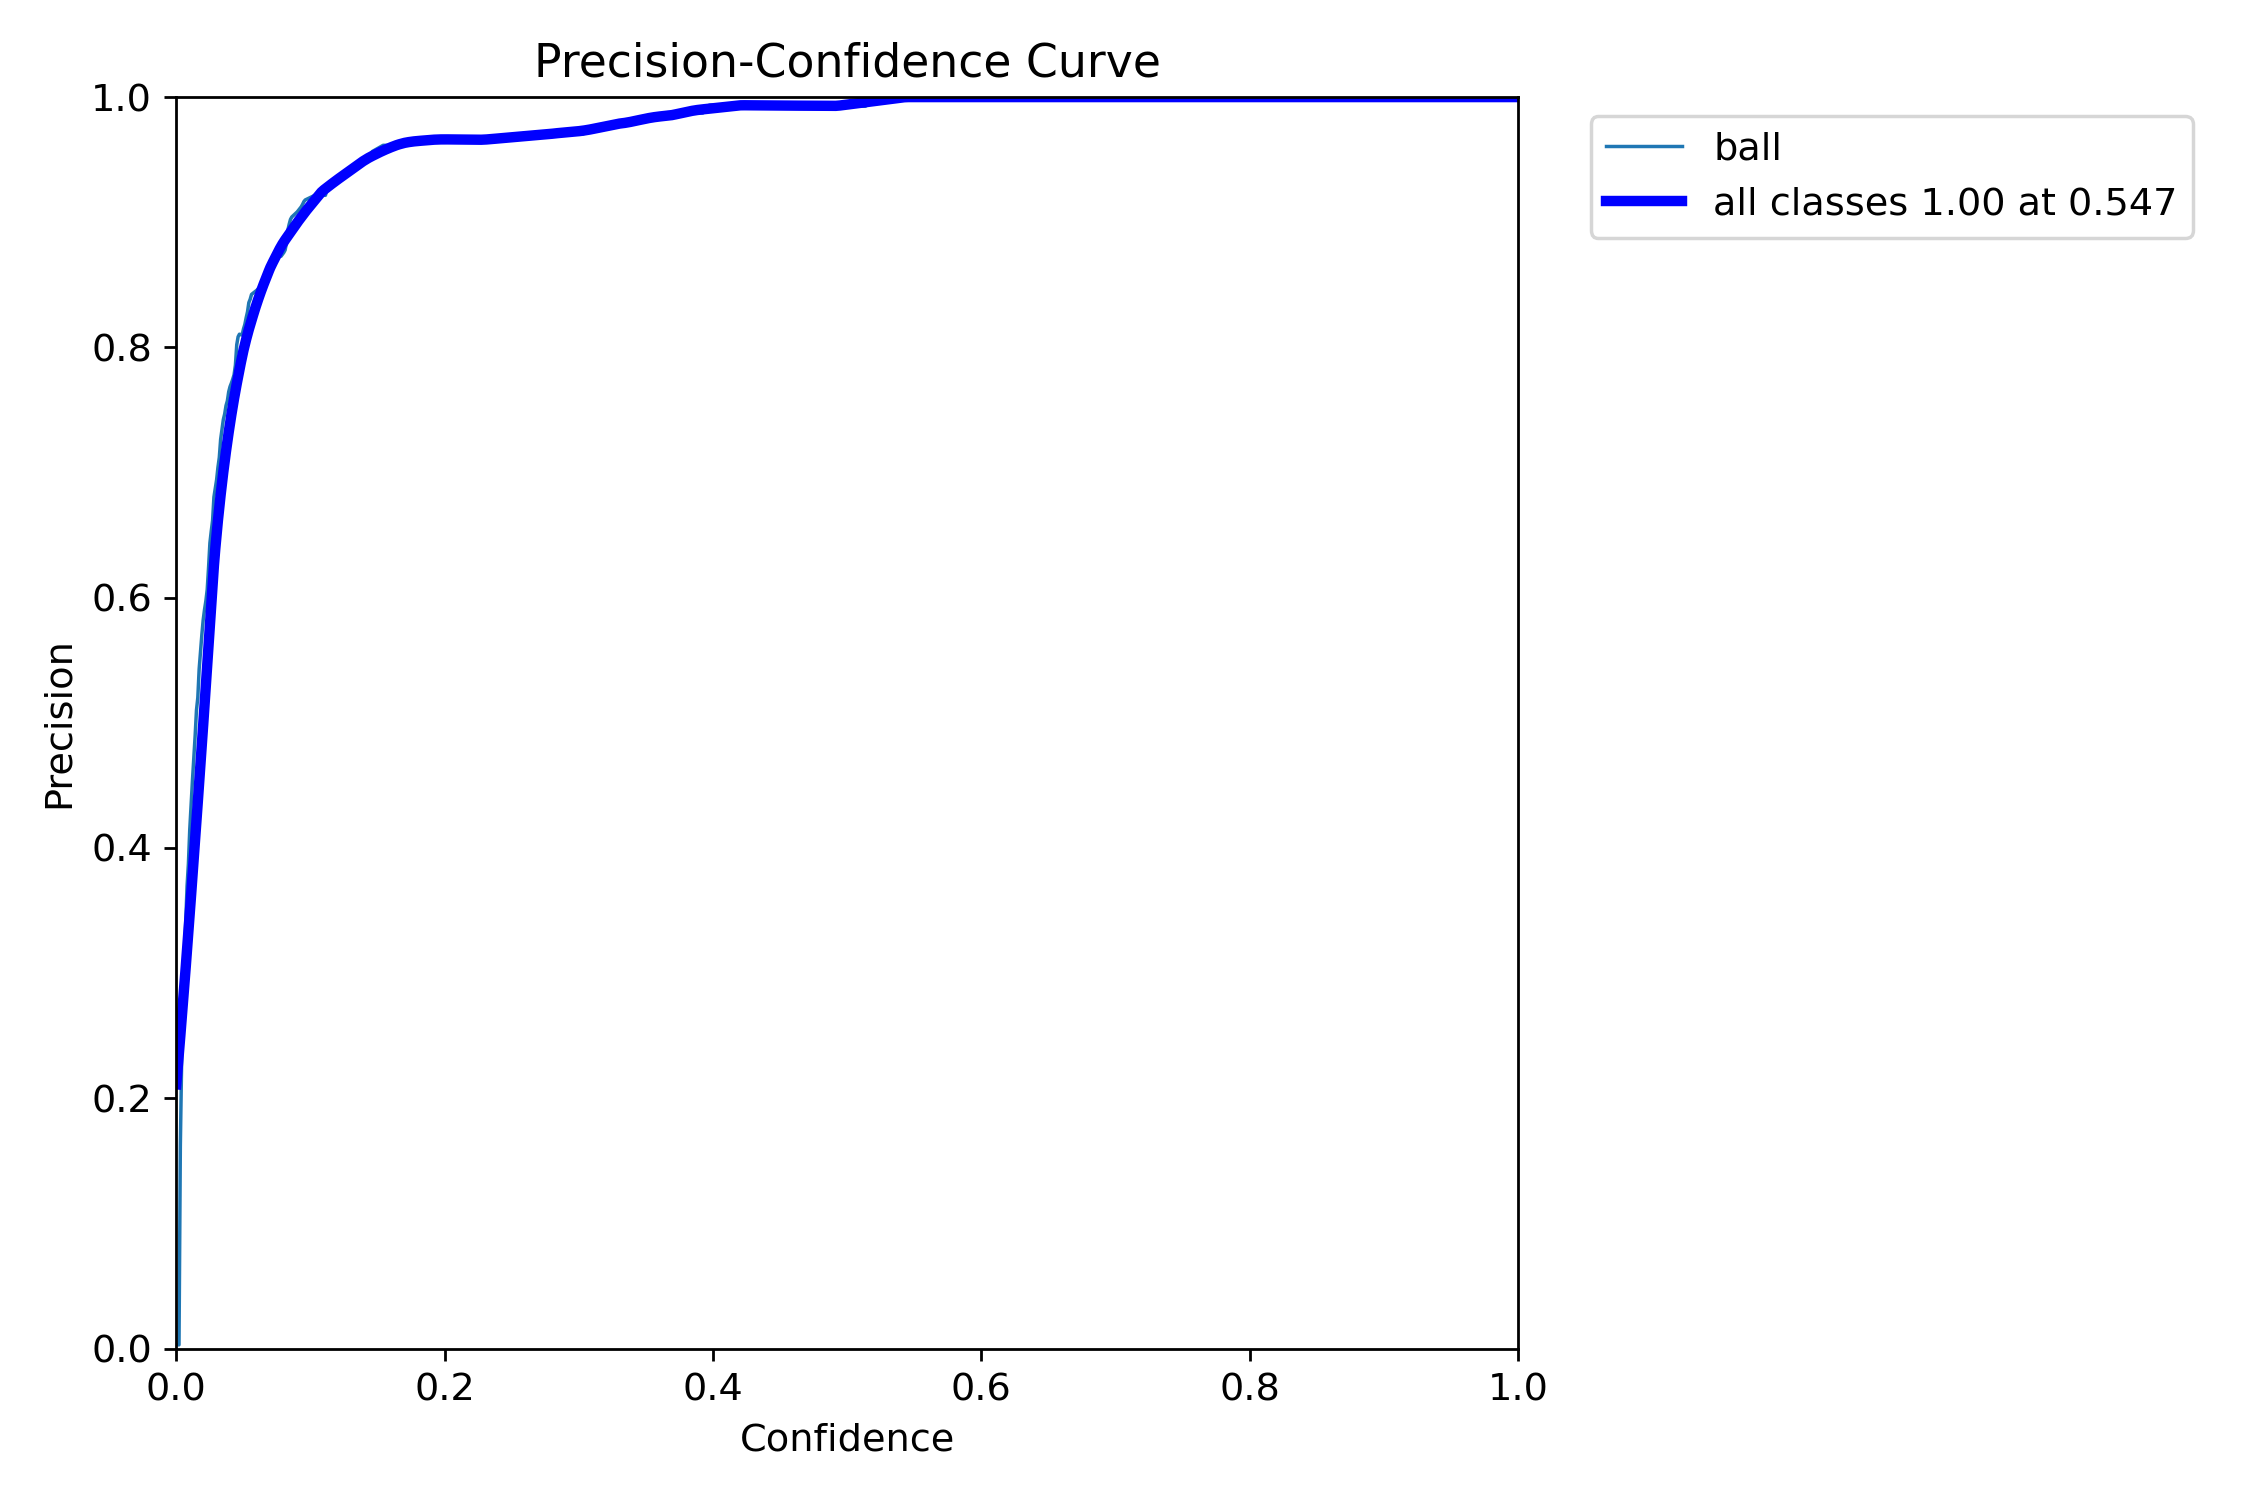 Precision-Confidence Curve
1.0
0.8
0.6
0.4
0.2
0.0
Precision
0.0 0.2 0.4 0.6 0.8 1.0
Confidence
ball
all classes 1.00 at 0.547